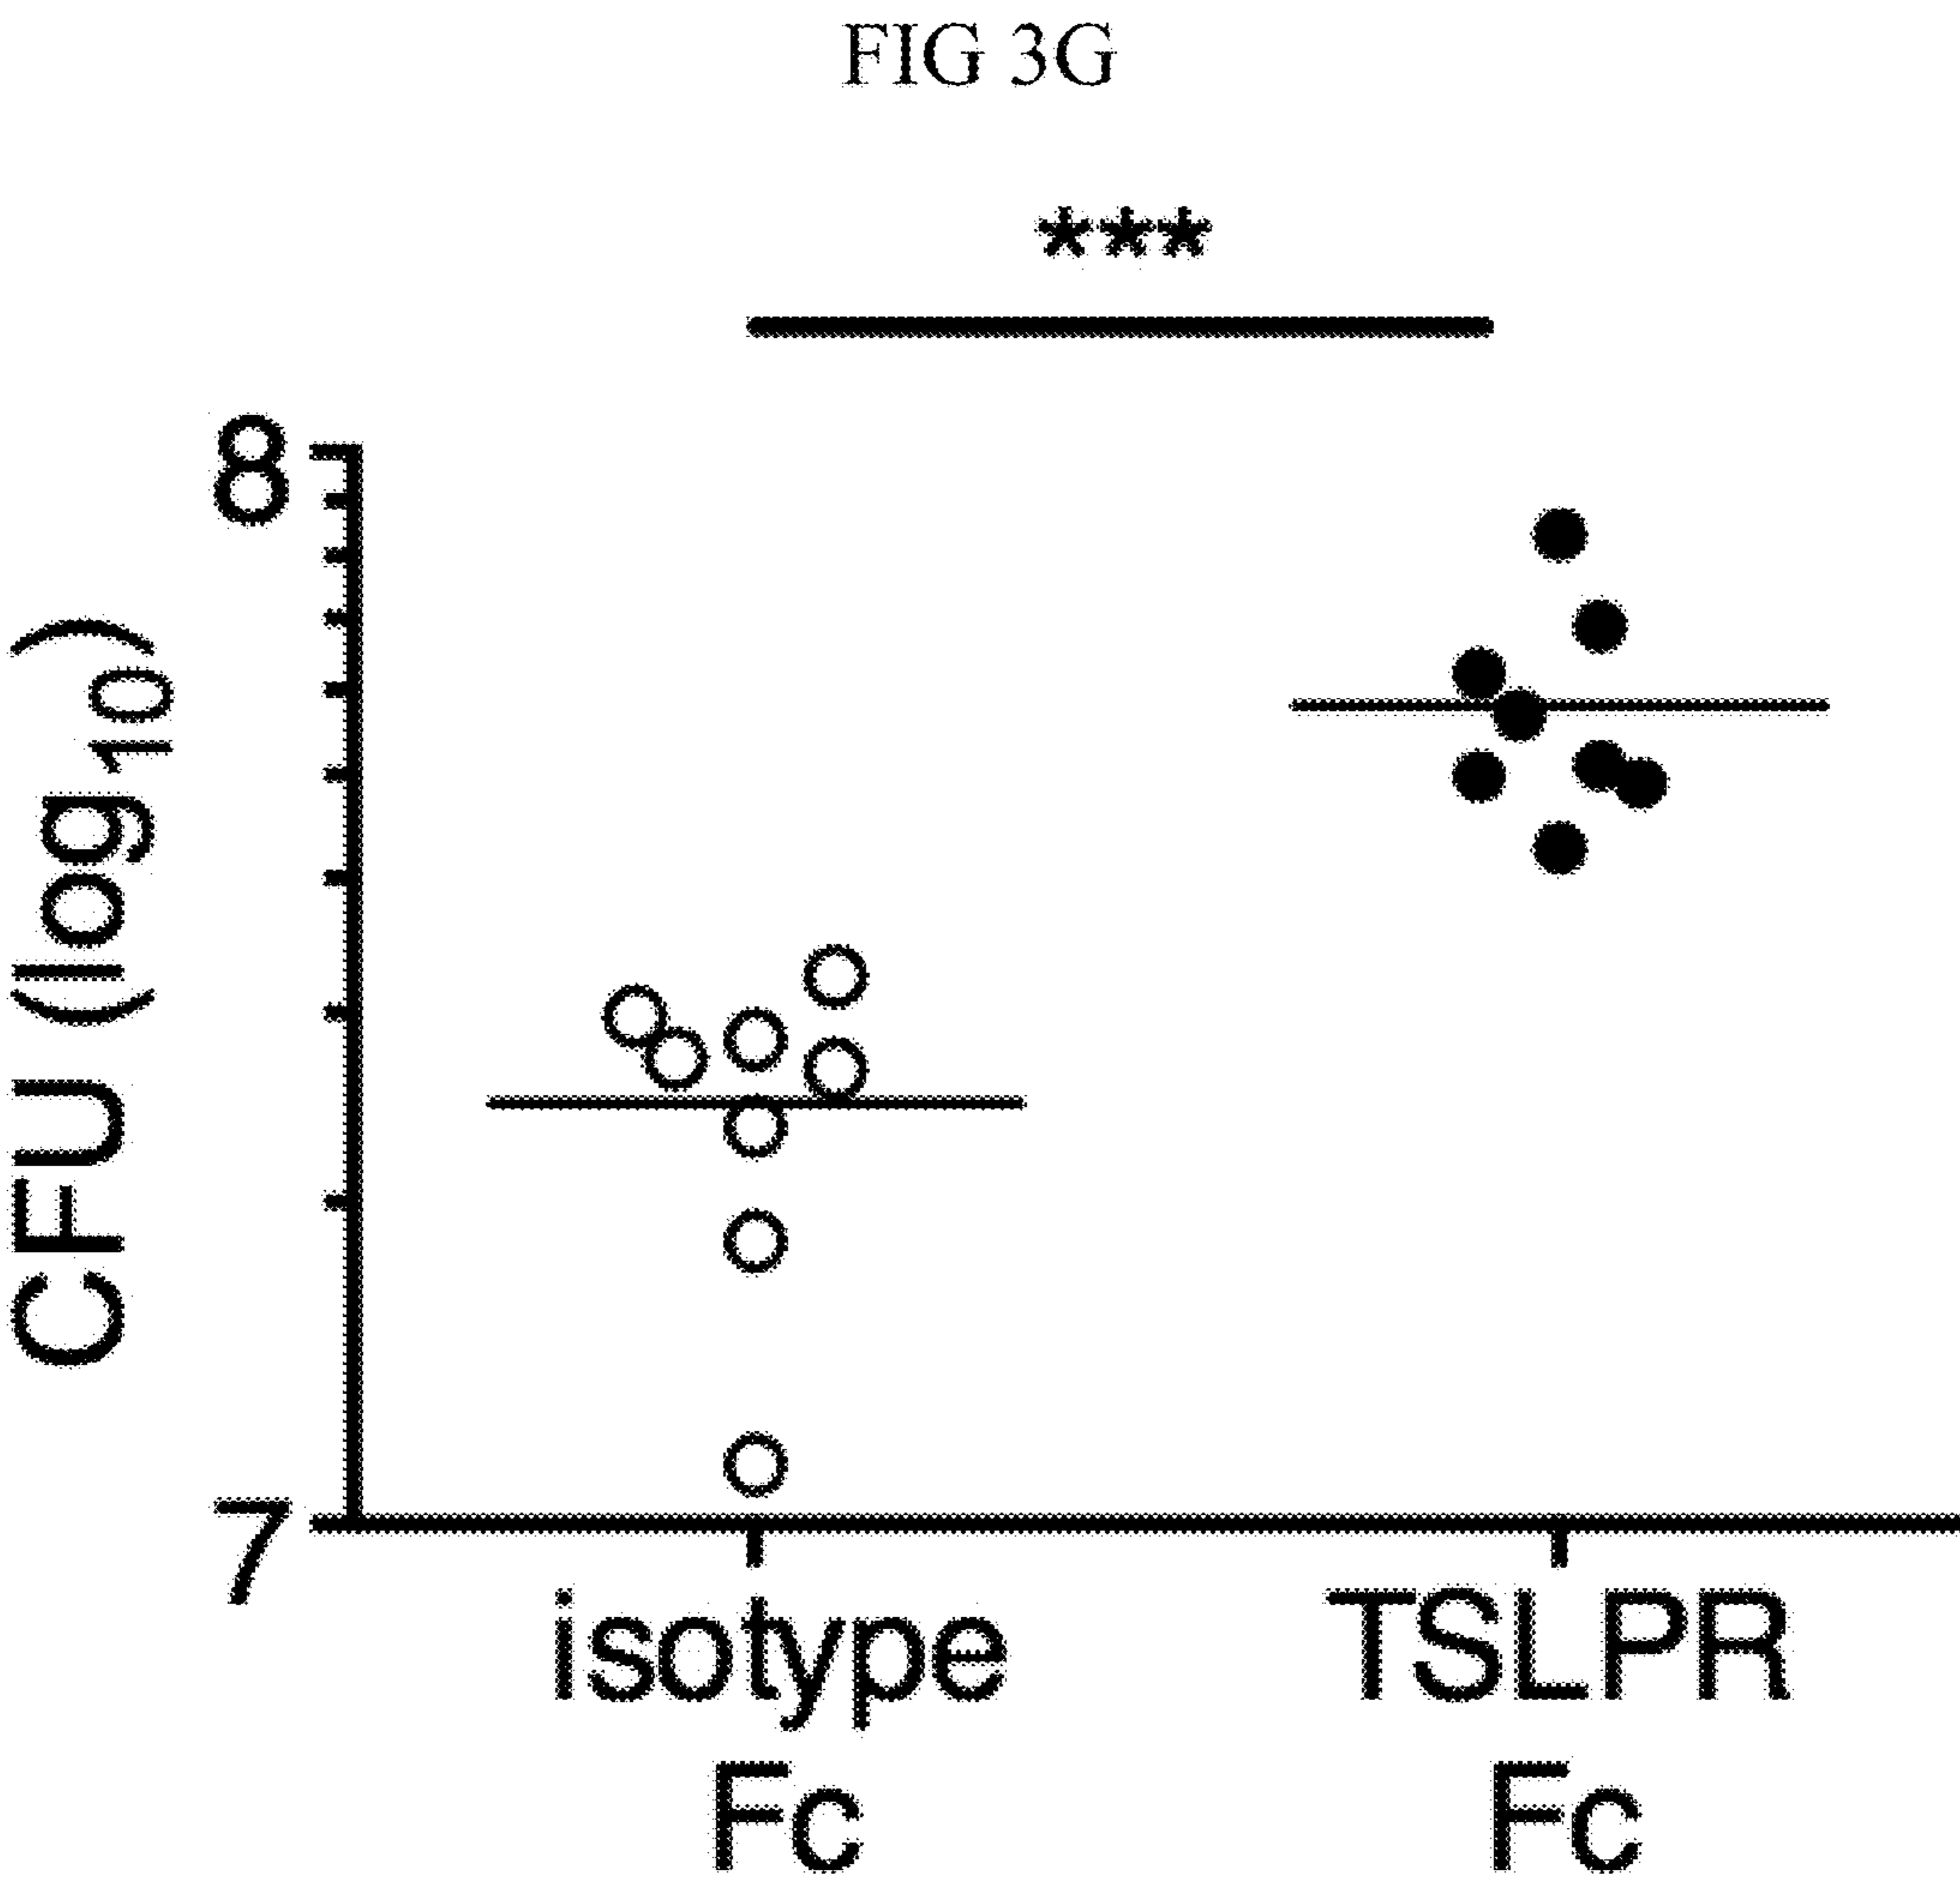 FIG 3G
***
8
CFU (log₁₀)
7
isotype
Fc
TSLPR
Fc